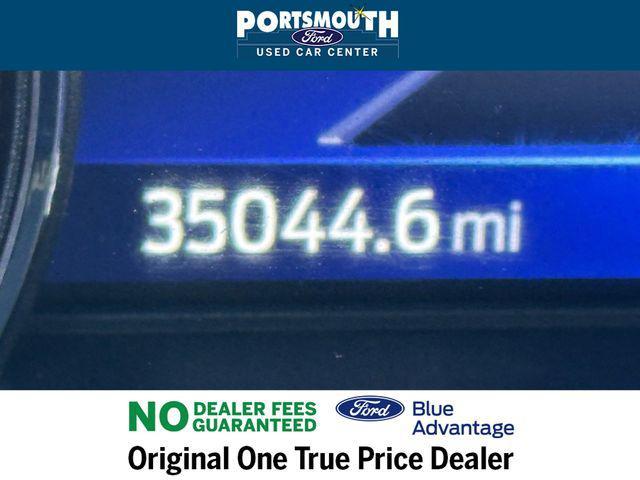 PORTSMOUTH
Ford
USED CAR CENTER
35044.6 mi
NO DEALER FEES GUARANTEED
Ford Blue Advantage
Original One True Price Dealer